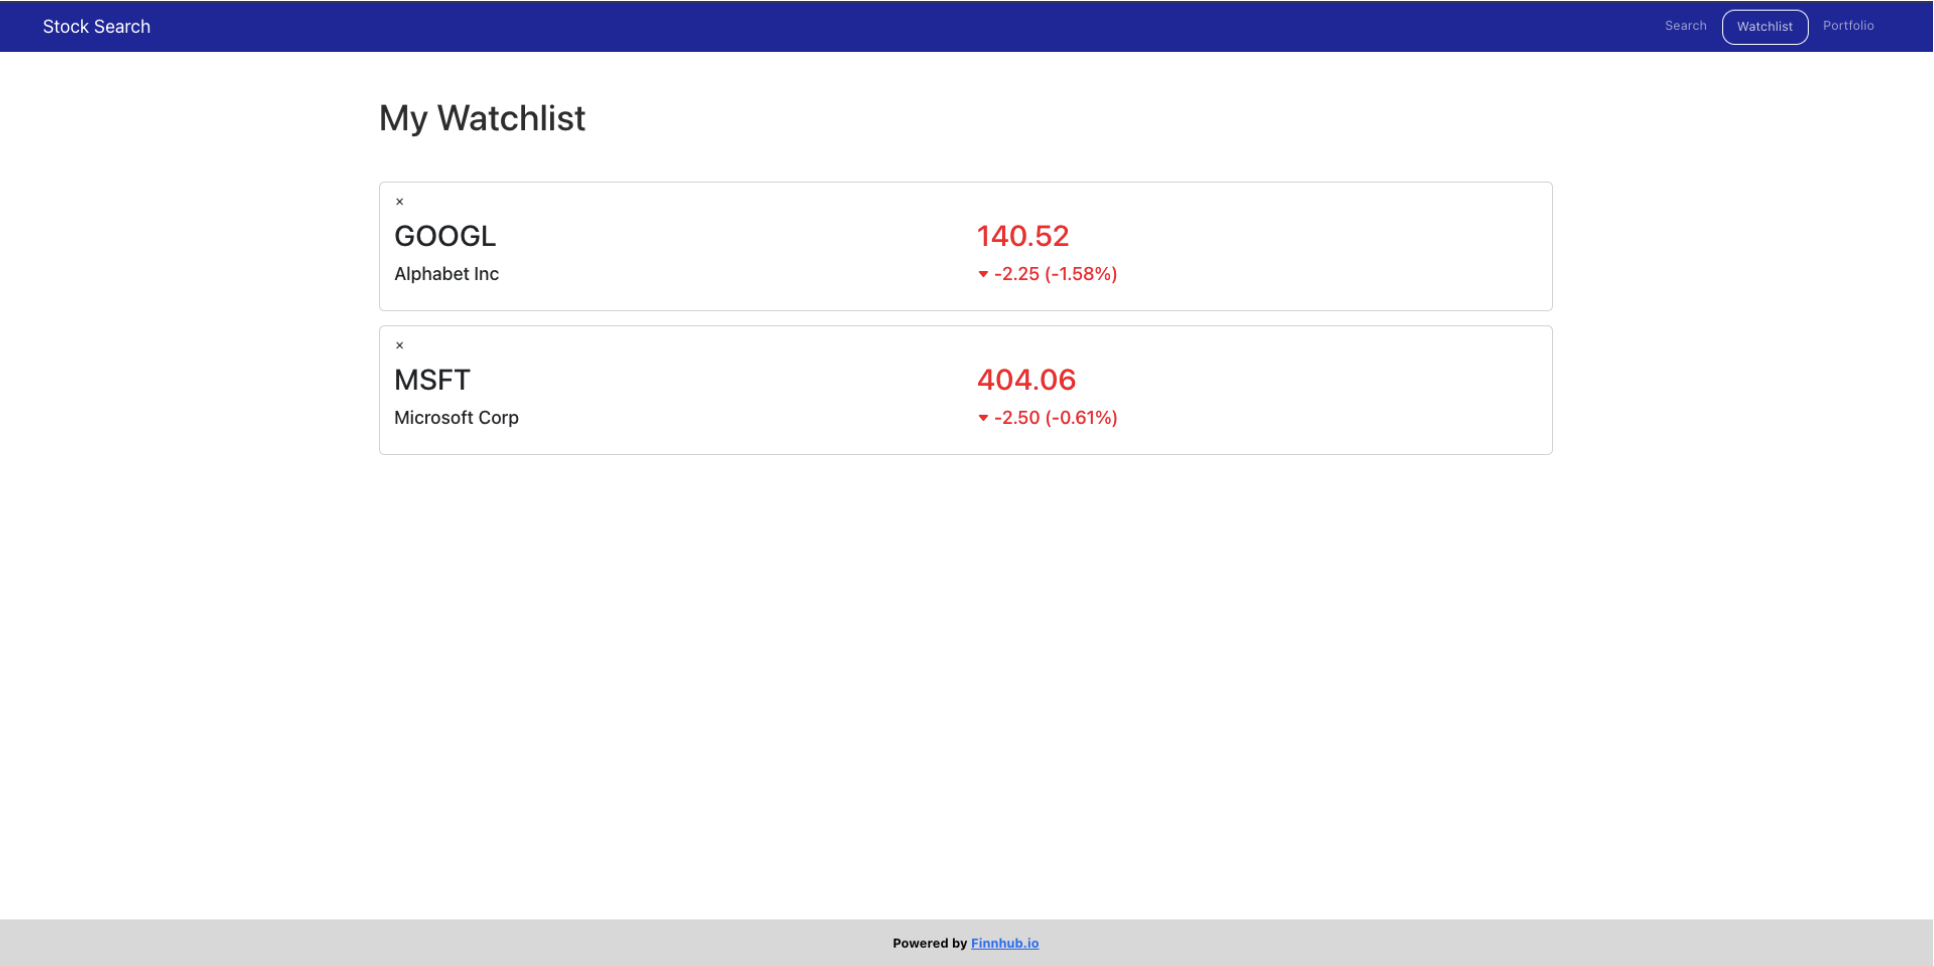 Stock Search
Search Watchlist Portfolio
My Watchlist
×
GOOGL 140.52
Alphabet Inc ▼ -2.25 (-1.58%)
×
MSFT 404.06
Microsoft Corp ▼ -2.50 (-0.61%)
Powered by Finnhub.io